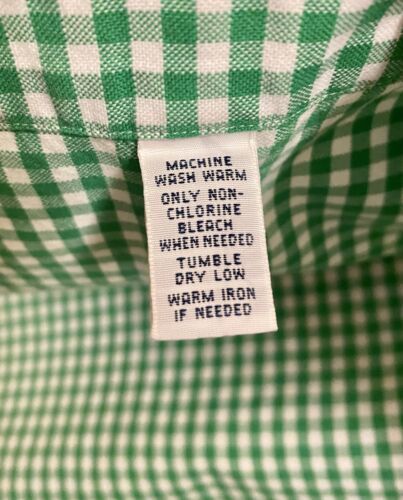 MACHINE
WASH WARM
ONLY NON-
CHLORINE
BLEACH
WHEN NEEDED
TUMBLE
DRY LOW
WARM IRON
IF NEEDED